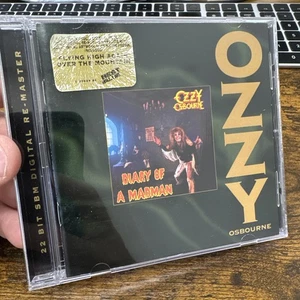 INCLUDES
FLYING HIGH AGAIN
OVER THE MOUNTAIN
OZZY
OSBOURNE
DIARY OF
A MADMAN
OZZY
OSBOURNE
22 BIT SBM DIGITAL RE-MASTER